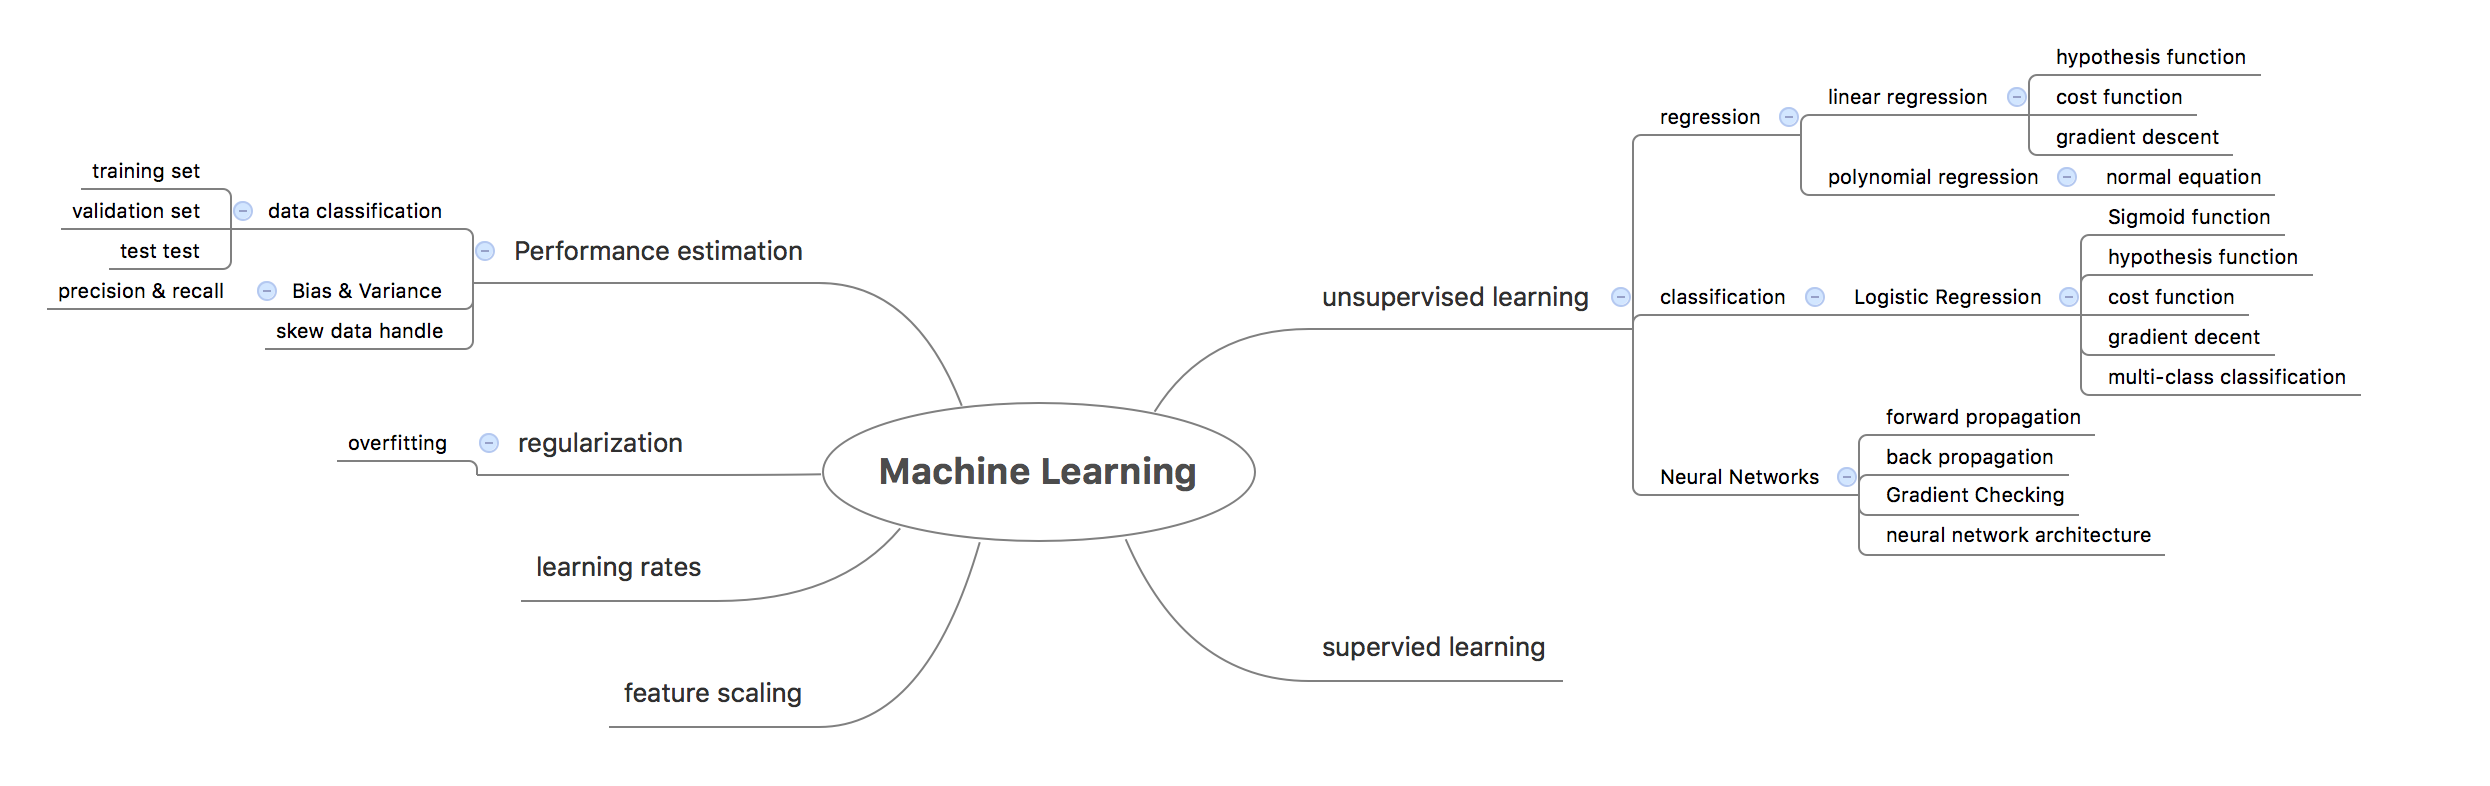 Machine Learning
unsupervised learning
regression
linear regression
hypothesis function
cost function
gradient descent
polynomial regression
normal equation
classification
Logistic Regression
Sigmoid function
hypothesis function
cost function
gradient decent
multi-class classification
Neural Networks
forward propagation
back propagation
Gradient Checking
neural network architecture
supervied learning
Performance estimation
data classification
training set
validation set
test test
Bias & Variance
precision & recall
skew data handle
regularization
overfitting
learning rates
feature scaling